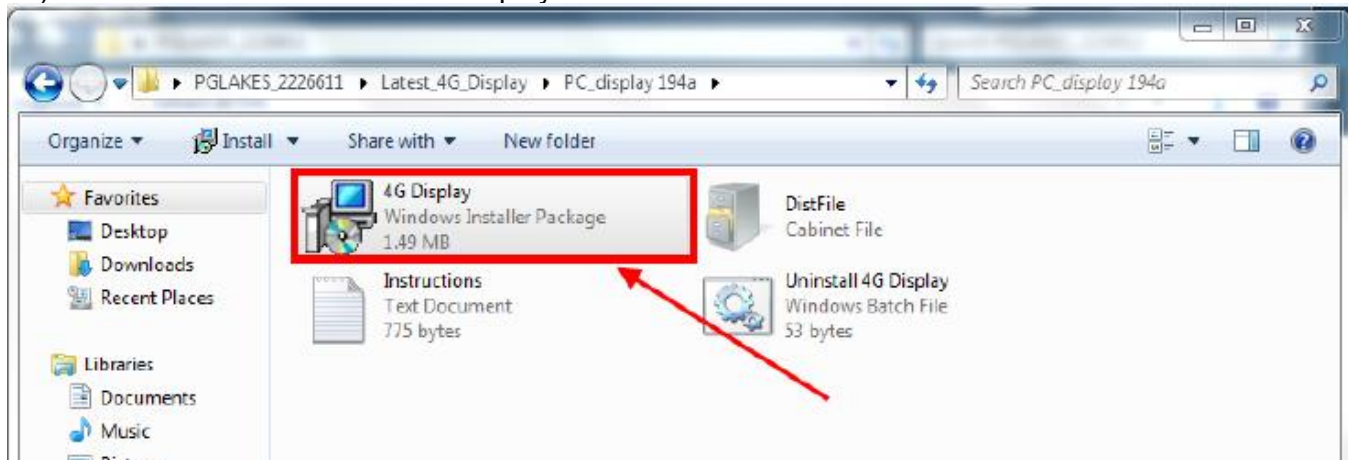 PGLAKES_2226611 Latest_4G_Display PC_display 194a
Search PC_display 194a
Organize Install Share with New folder
Favorites
Desktop
Downloads
Recent Places
Libraries
Documents
Music
4G Display
Windows Installer Package
1.49 MB
DistFile
Cabinet File
Instructions
Text Document
775 bytes
Uninstall 4G Display
Windows Batch File
53 bytes